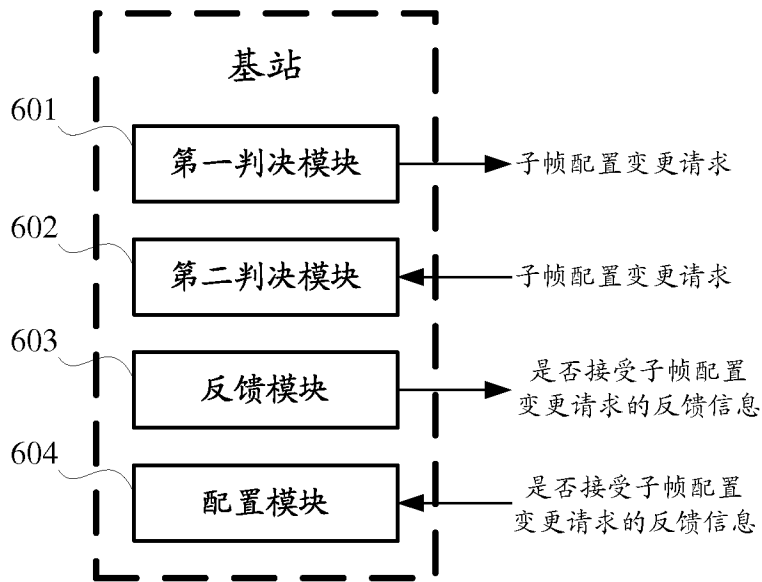 基站
601
第一判决模块
子帧配置变更请求
602
第二判决模块
子帧配置变更请求
603
反馈模块
是否接受子帧配置
变更请求的反馈信息
604
配置模块
是否接受子帧配置
变更请求的反馈信息